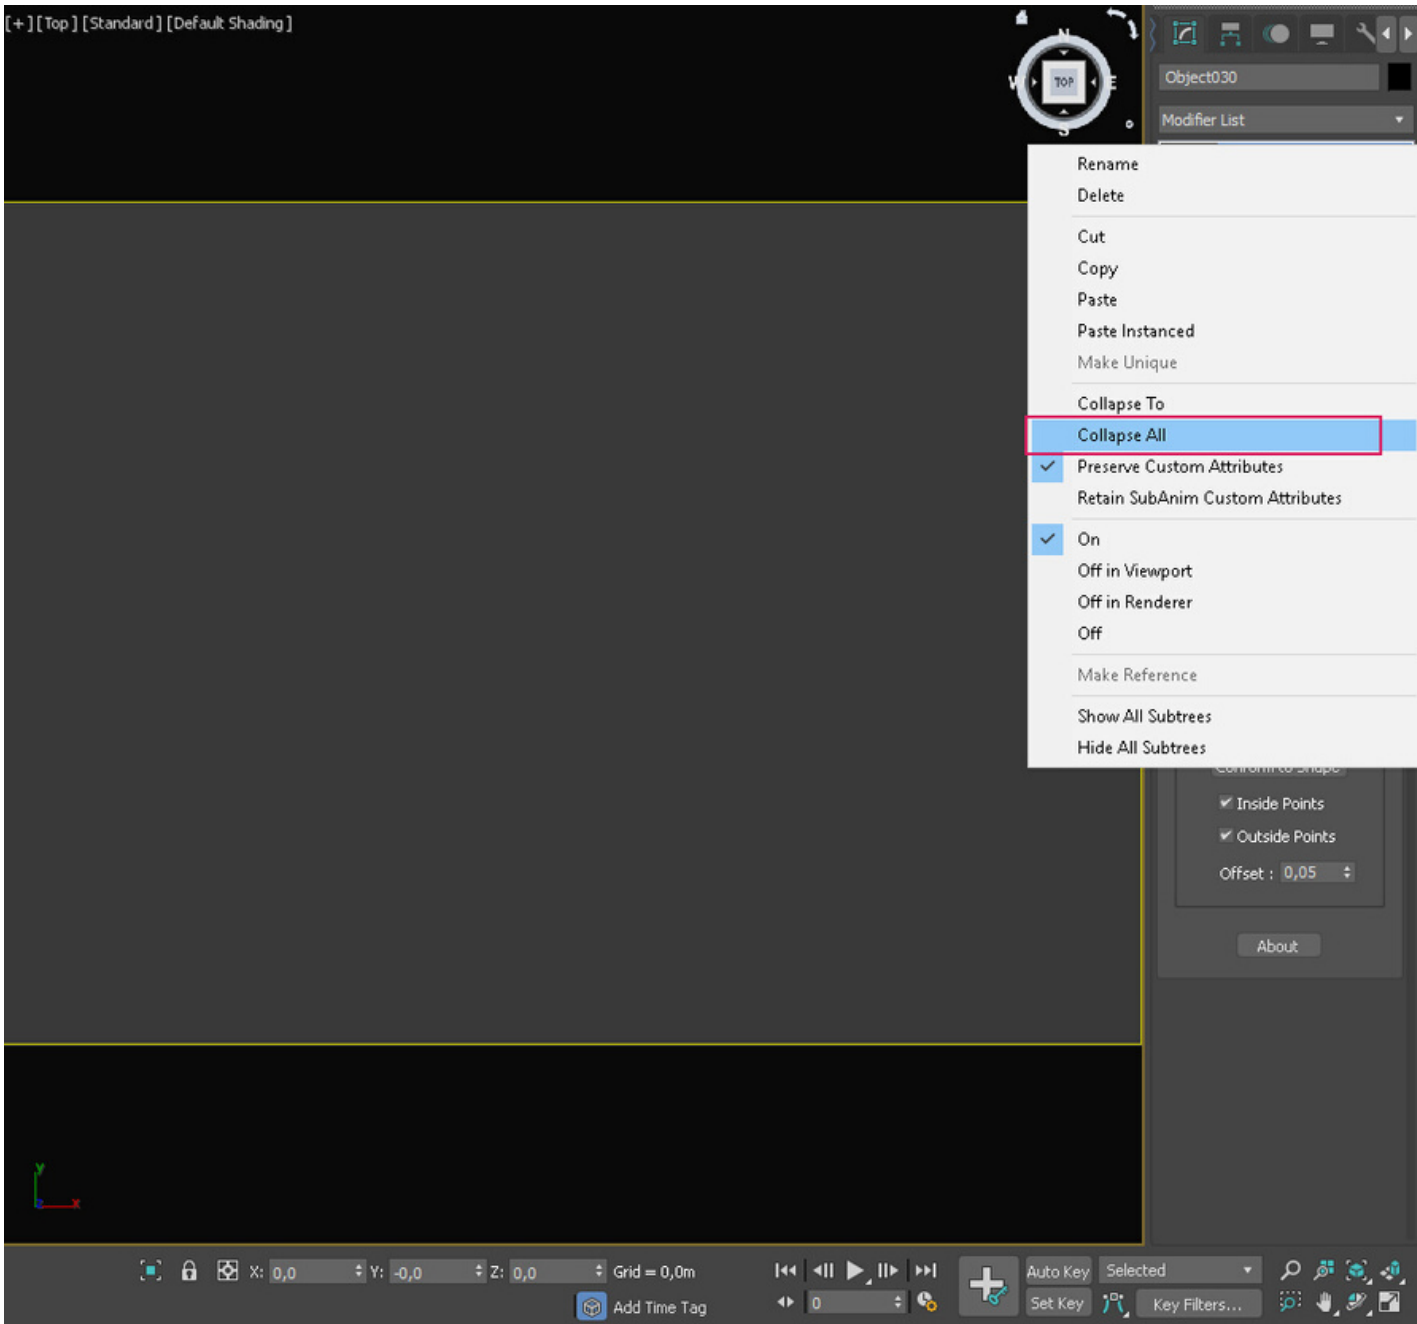 [+] [Top] [Standard] [Default Shading]
N
W
TOP
E
S
Object030
Modifier List
Rename
Delete
Cut
Copy
Paste
Paste Instanced
Make Unique
Collapse To
Collapse All
Preserve Custom Attributes
Retain SubAnim Custom Attributes
On
Off in Viewport
Off in Renderer
Off
Make Reference
Show All Subtrees
Hide All Subtrees
Conform to Shape
Inside Points
Outside Points
Offset : 0,05
About
y
z x
X: 0,0 Y: -0,0 Z: 0,0 Grid = 0,0m
Auto Key Selected
Add Time Tag 0 Set Key Key Filters...